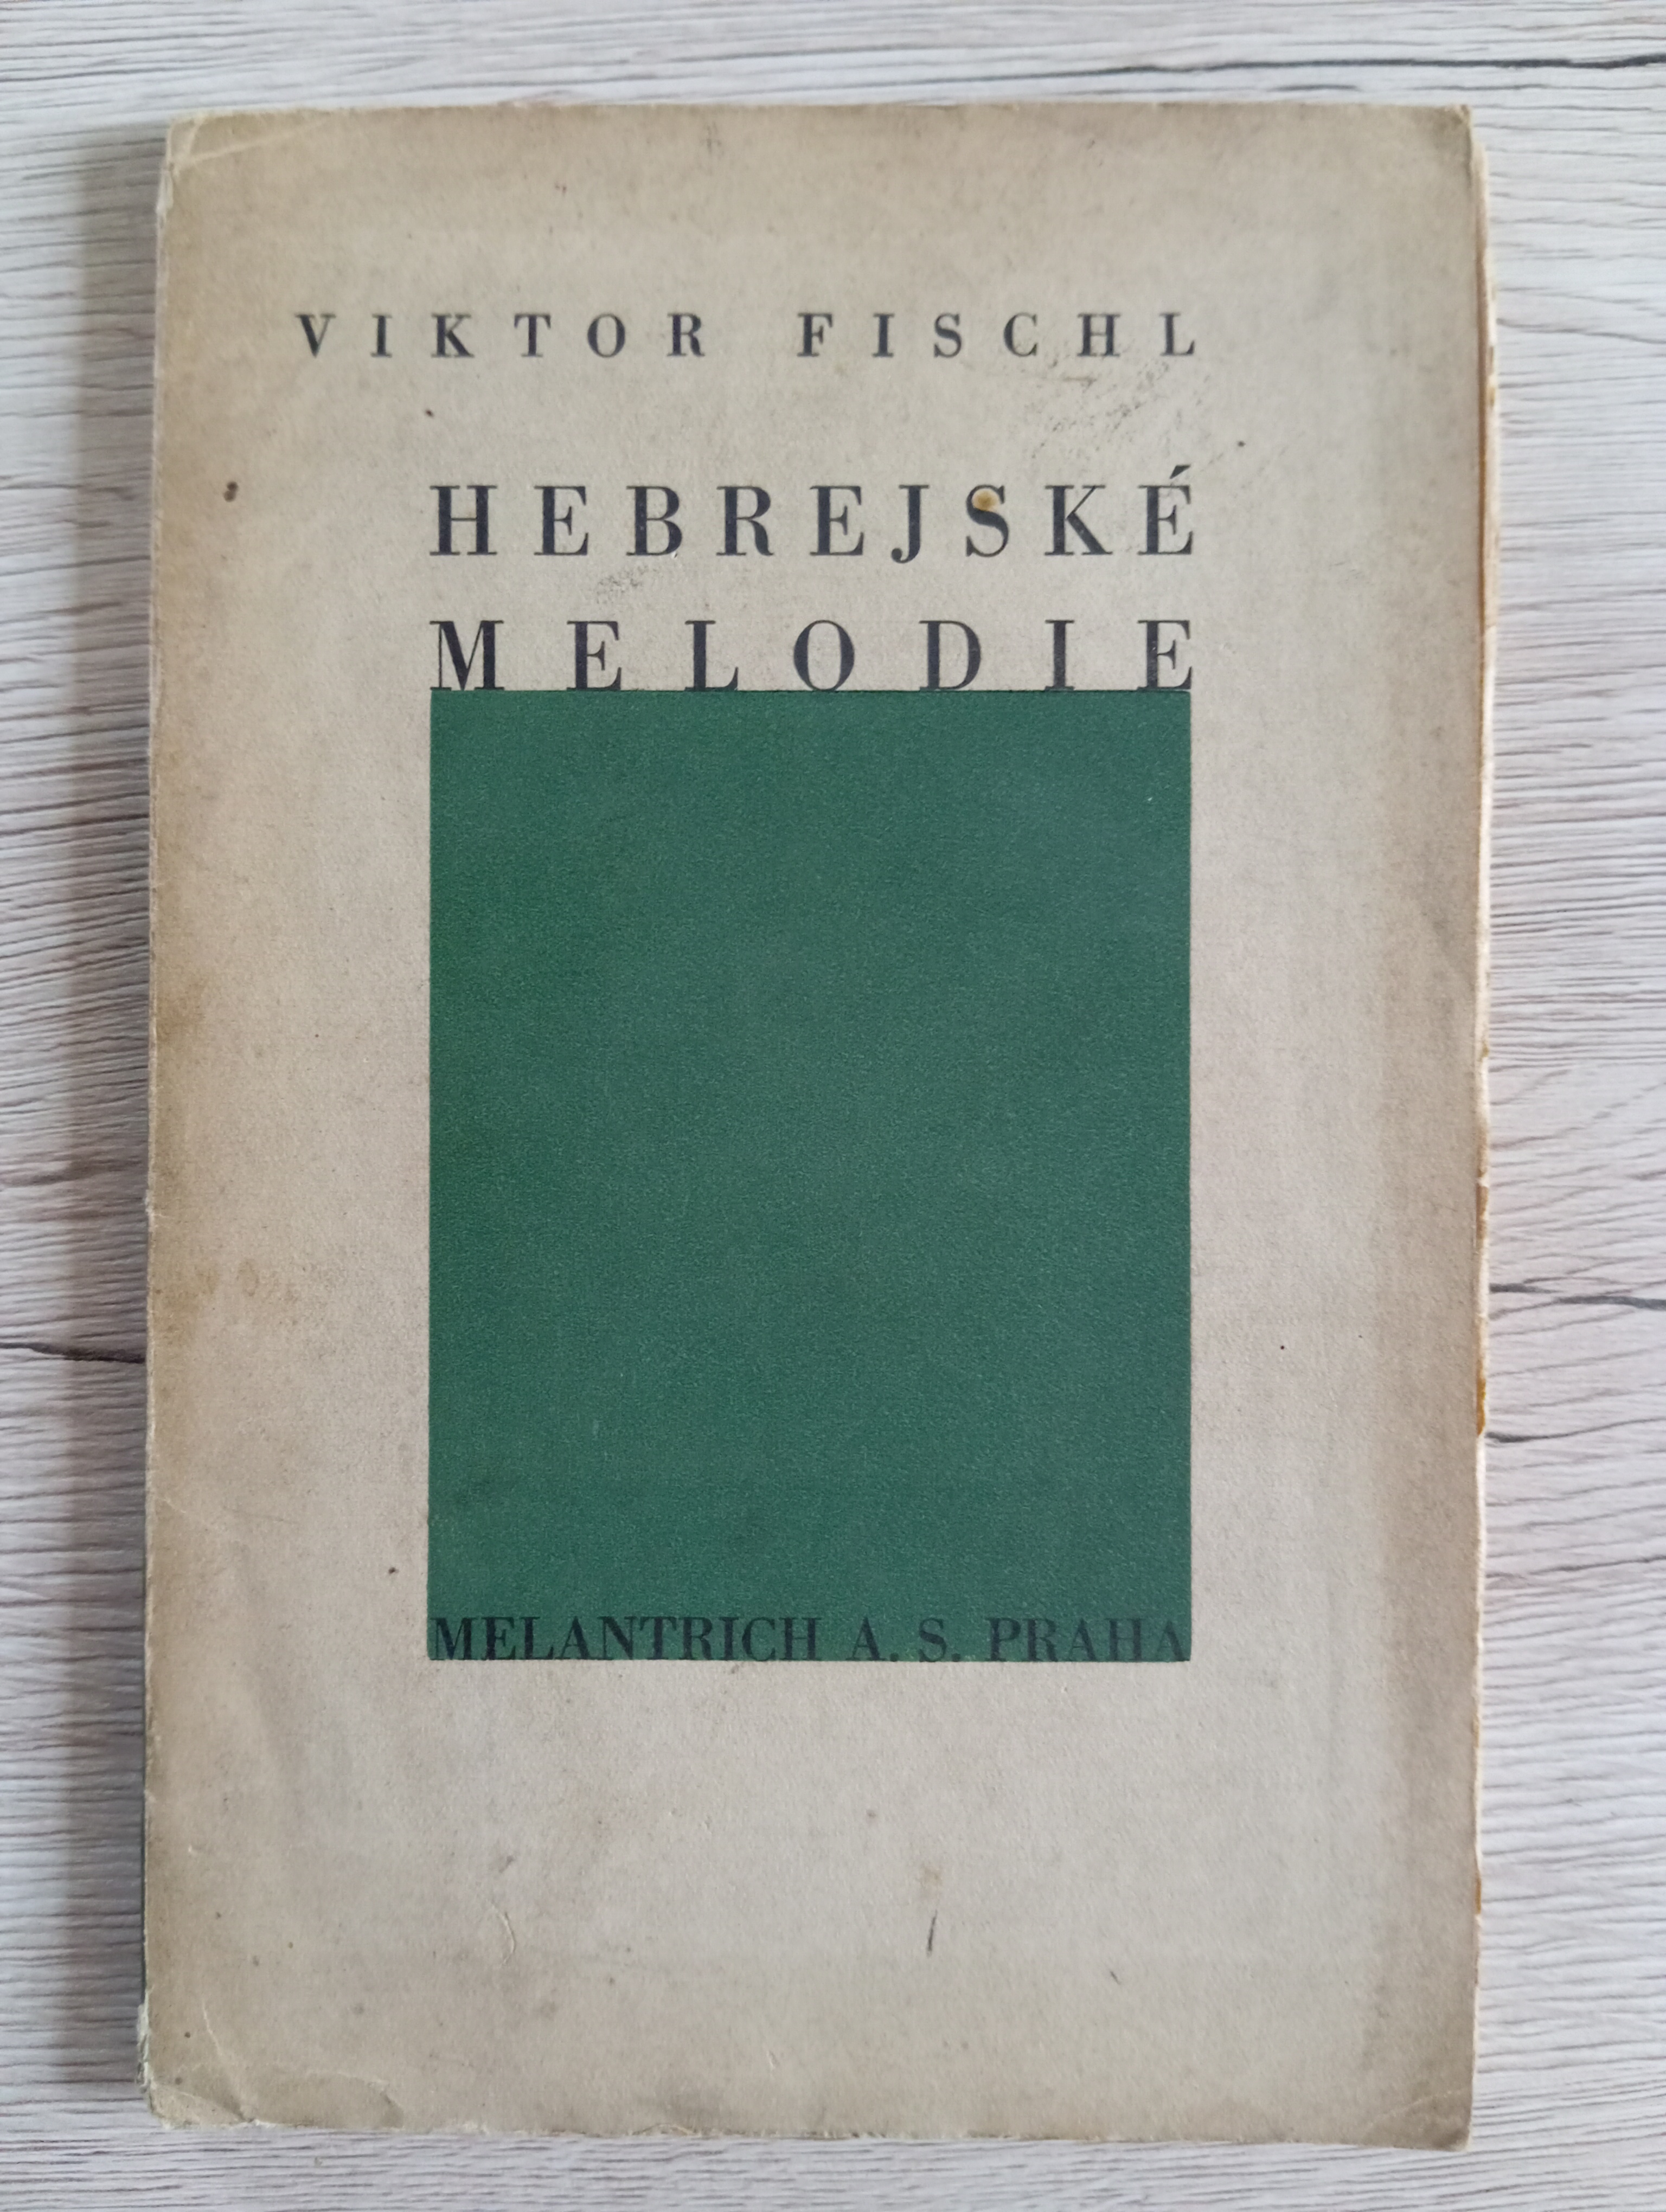 VIKTOR FISCHL
HEBREJSKÉ
MELODIE
MELANTRICH A. S. PRAHA